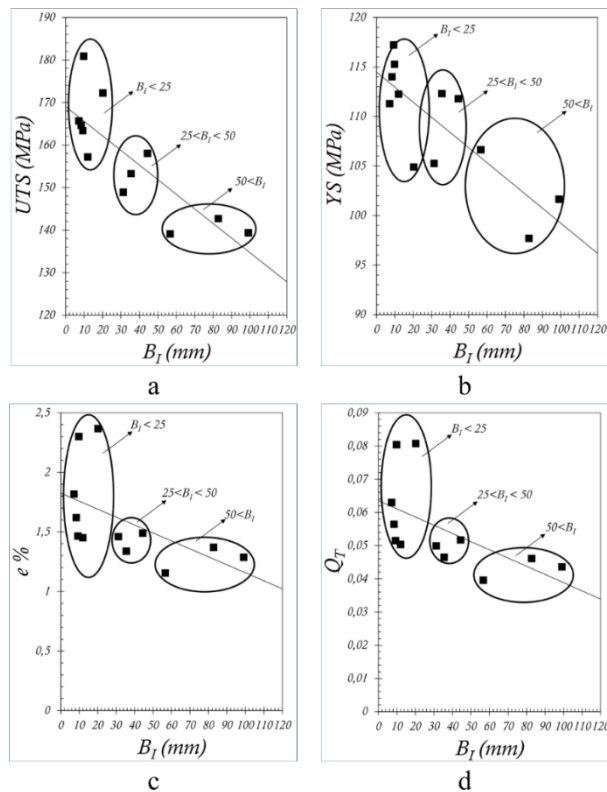 190
180
170
160
150
140
130
120
UTS (MPa)
B_I < 25
25<B_I < 50
50<B_I
0 10 20 30 40 50 60 70 80 90 100 110 120
B_I (mm)
a
120
115
110
105
100
95
90
YS (MPa)
B_I < 25
25<B_I < 50
50<B_I
0 10 20 30 40 50 60 70 80 90 100 110 120
B_I (mm)
b
2,5
2
1,5
1
0,5
0
e %
B_I < 25
25<B_I < 50
50<B_I
0 10 20 30 40 50 60 70 80 90 100 110 120
B_I (mm)
c
0,09
0,08
0,07
0,06
0,05
0,04
0,03
0,02
0,01
0
Q_T
B_I < 25
25<B_I < 50
50<B_I
0 10 20 30 40 50 60 70 80 90 100 110 120
B_I (mm)
d